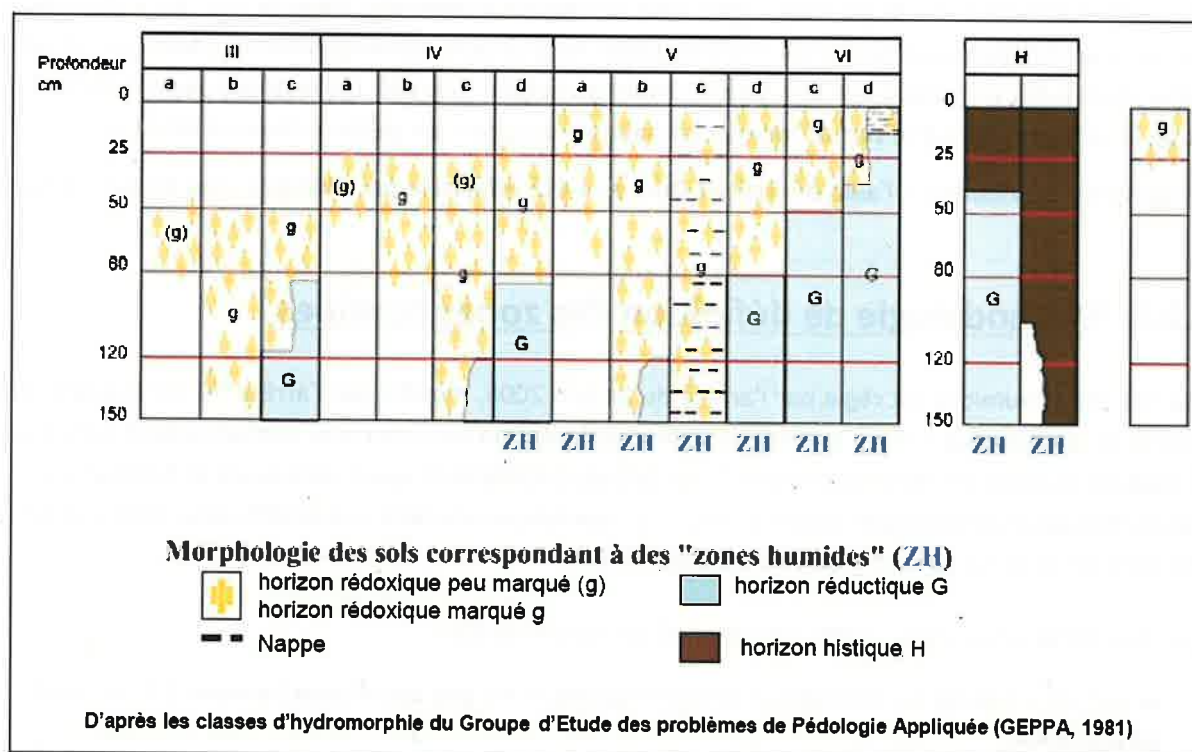 III IV V VI H
Profondeur
cm
a b c a b c d a b c d c d
0 0
g g g
25 25
(g) g (g) g g g g
50 50
(g) g g
80 80
g g g G G G
G G
120 120
G
150 150
ZH ZH ZH ZH ZH ZH ZH ZH ZH
Morphologie des sols correspondant à des "zones humides" (ZH)
horizon rédoxique peu marqué (g)
horizon rédoxique marqué g
horizon réductique G
Nappe
horizon histique H
D'après les classes d'hydromorphie du Groupe d'Etude des problèmes de Pédologie Appliquée (GEPPA, 1981)